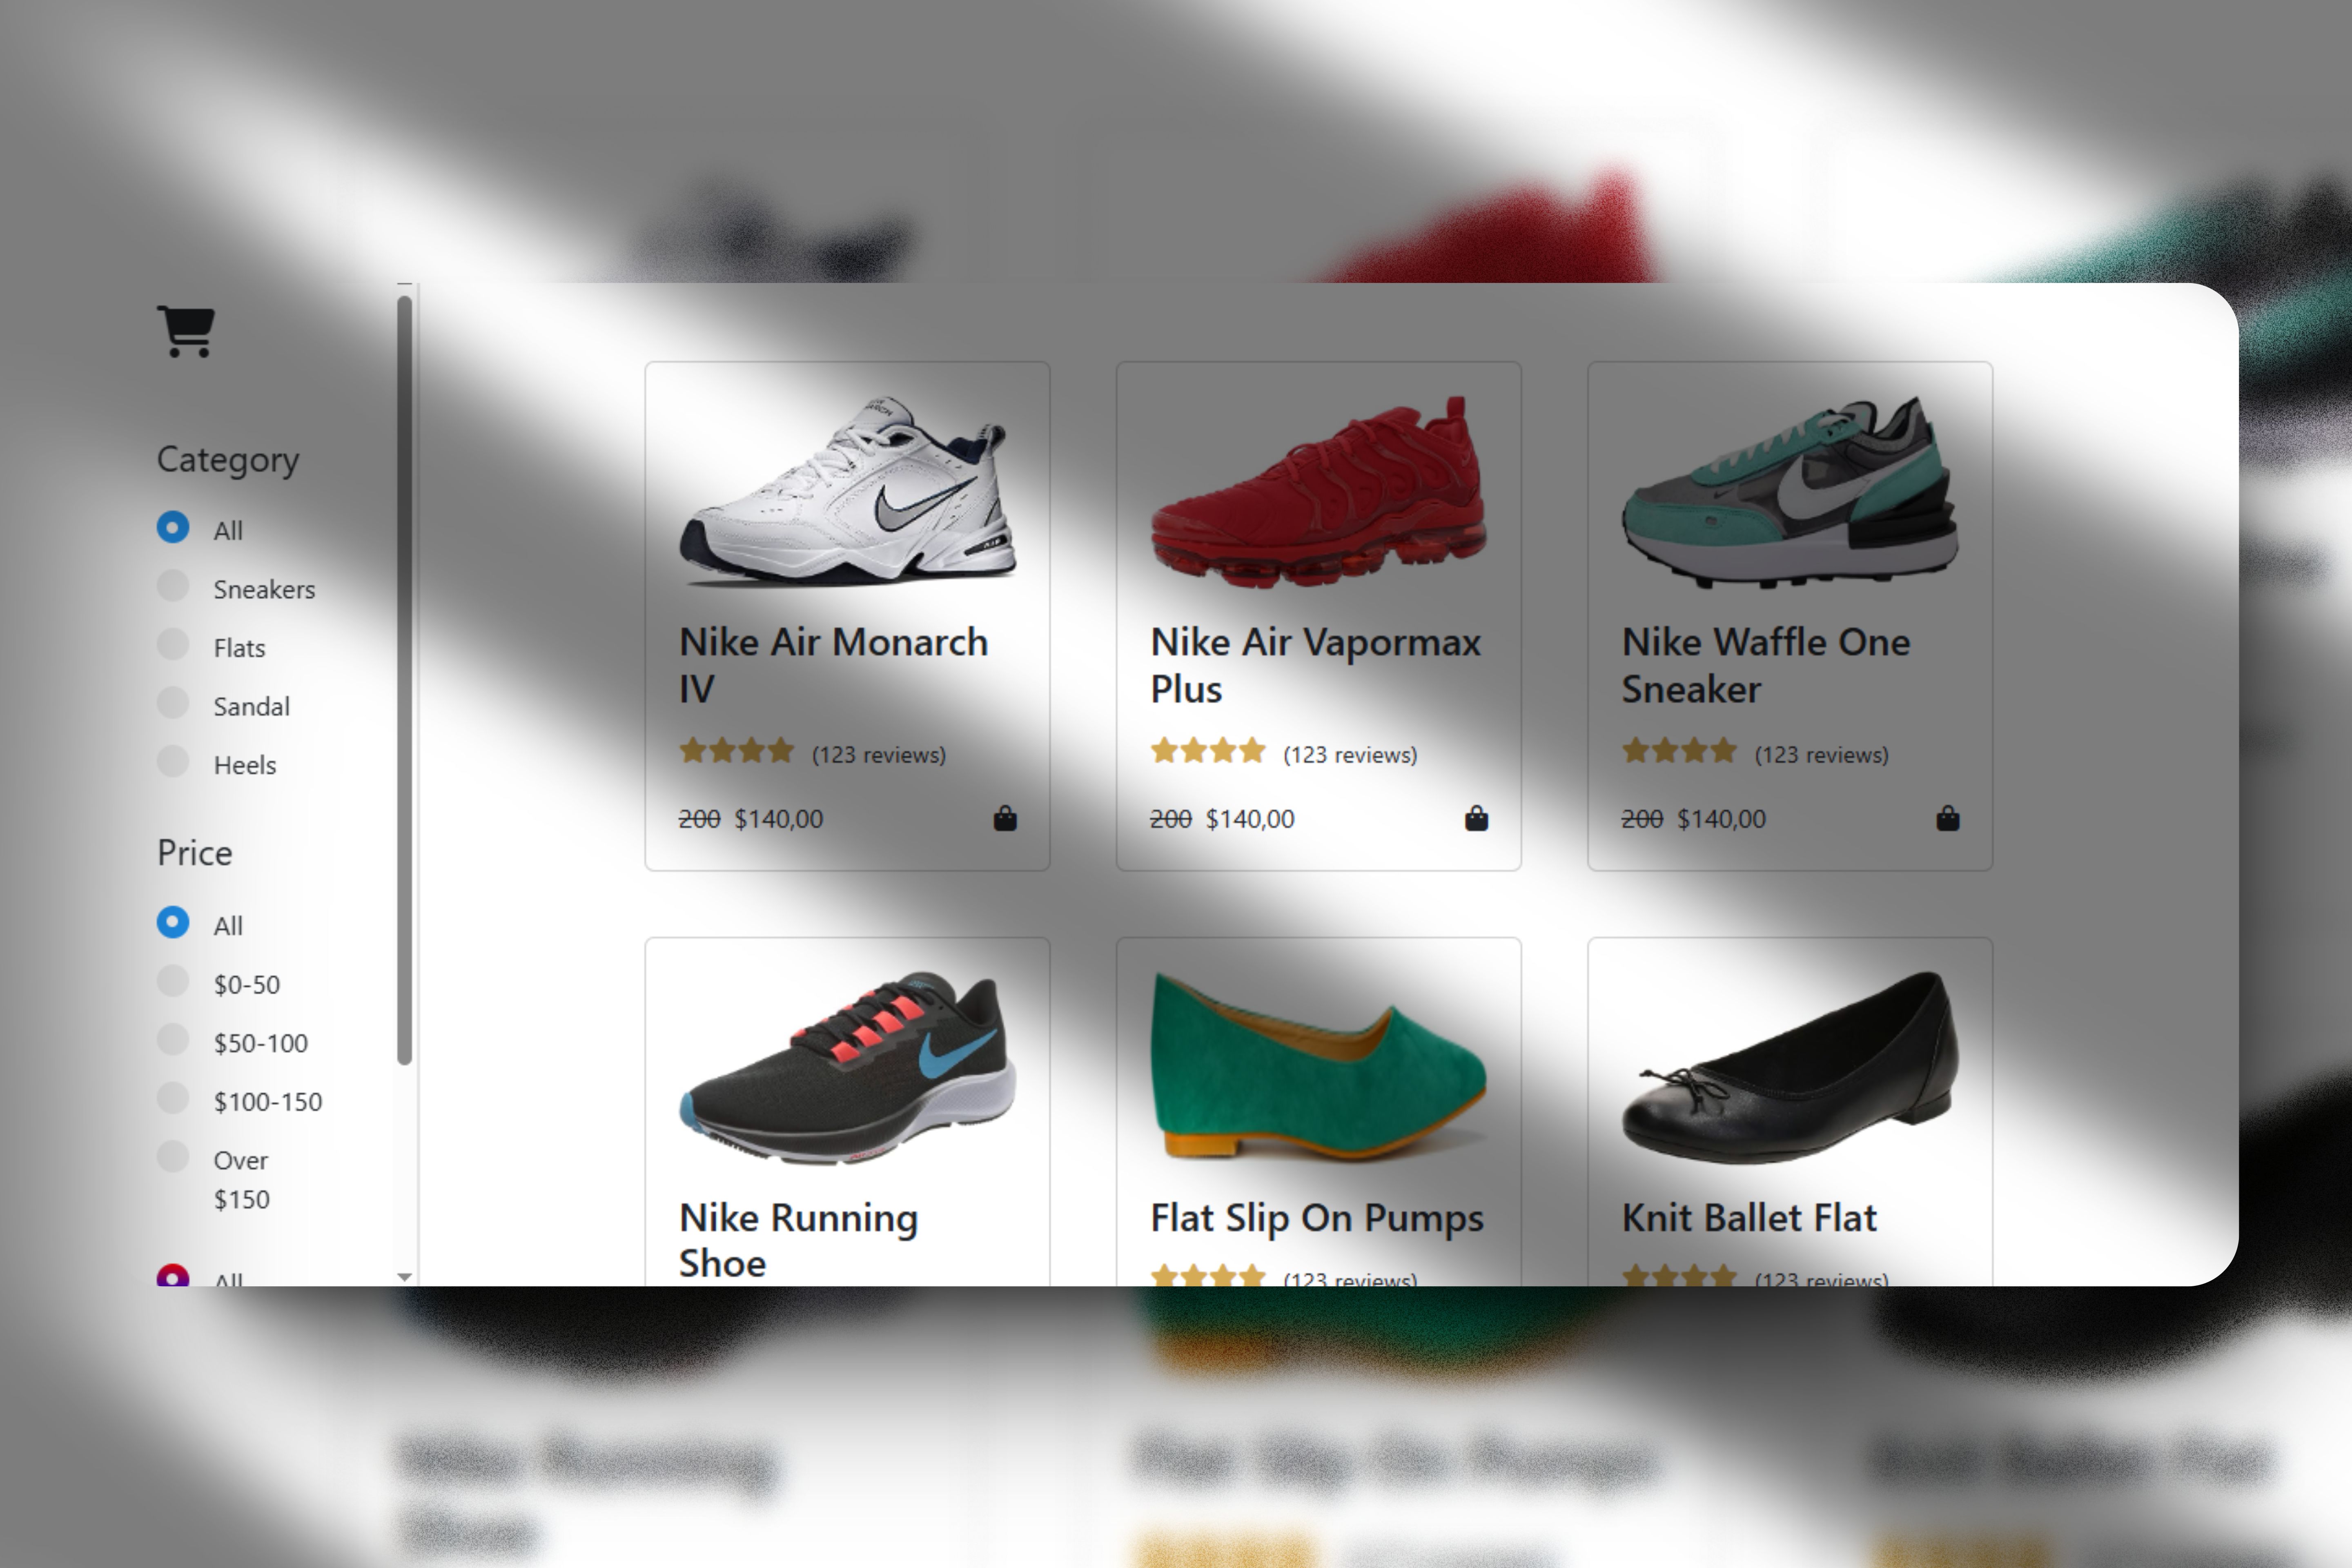 Category
All
Sneakers
Flats
Sandal
Heels
Price
All
$0-50
$50-100
$100-150
Over
$150
All
Nike Air Monarch
IV
(123 reviews)
200 $140,00
Nike Air Vapormax
Plus
(123 reviews)
200 $140,00
Nike Waffle One
Sneaker
(123 reviews)
200 $140,00
Nike Running
Shoe
Flat Slip On Pumps
(123 reviews)
Knit Ballet Flat
(123 reviews)